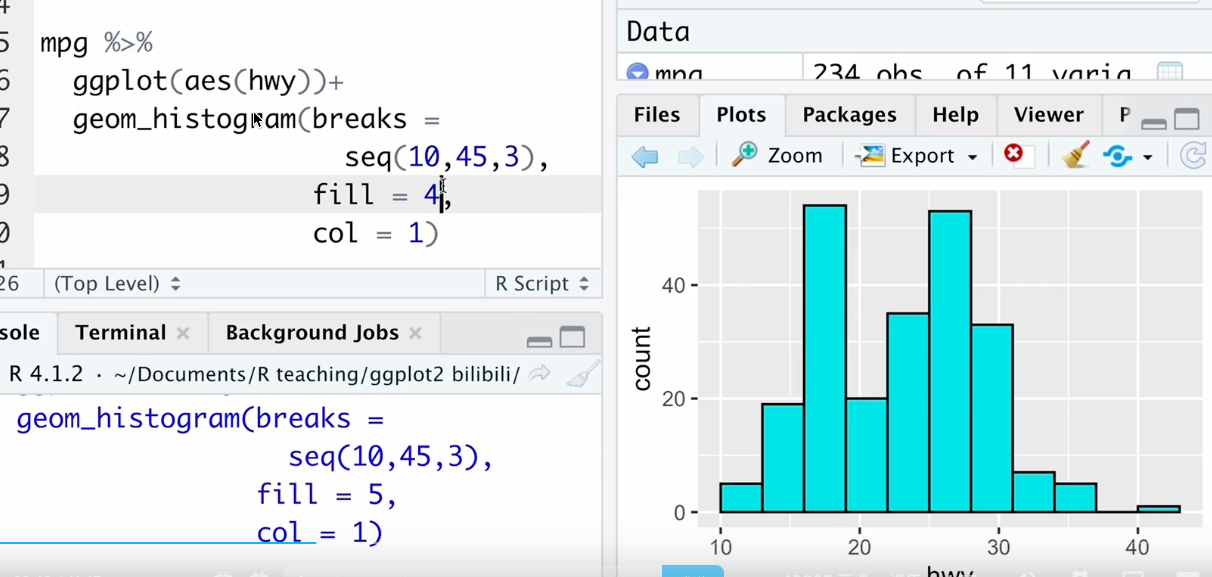 4
5 mpg %>%
6 ggplot(aes(hwy))+
7 geom_histogram(breaks =
8 seq(10,45,3),
9 fill = 4,
0 col = 1)
26 (Top Level) R Script
sole Terminal × Background Jobs ×
R 4.1.2 · ~/Documents/R teaching/ggplot2 bilibili/
geom_histogram(breaks =
seq(10,45,3),
fill = 5,
col = 1)
Data
mpg 234 obs. of 11 varia
Files Plots Packages Help Viewer P
Zoom Export
count
40
20
0
10 20 30 40
hwy